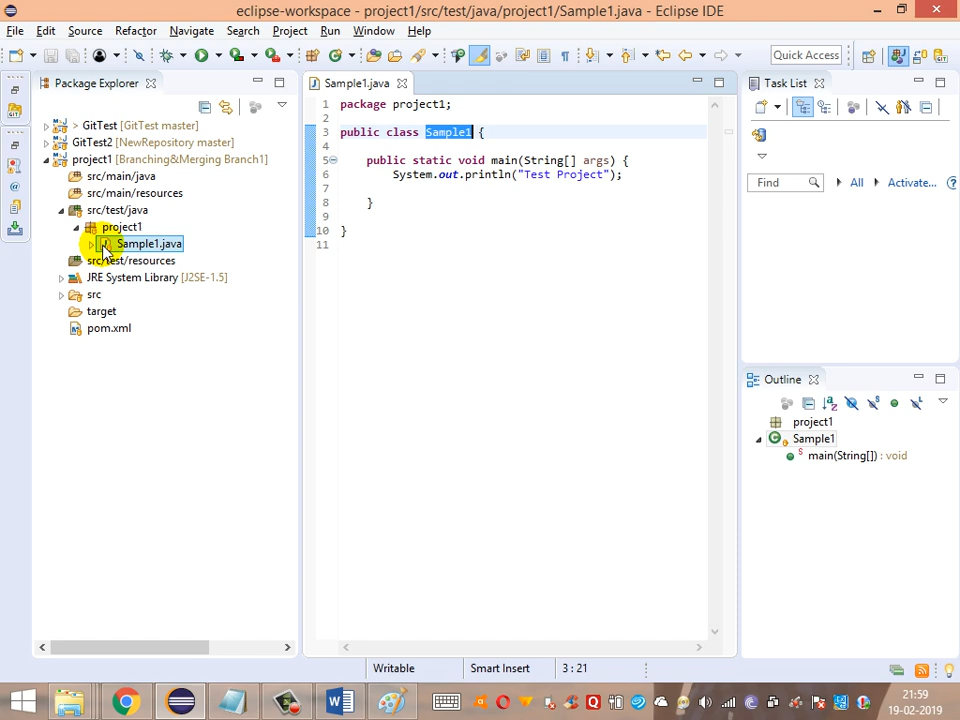 eclipse-workspace - project1/src/test/java/project1/Sample1.java - Eclipse IDE
File Edit Source Refactor Navigate Search Project Run Window Help
Quick Access
Package Explorer
> GitTest [GitTest master]
GitTest2 [NewRepository master]
project1 [Branching&Merging Branch1]
src/main/java
src/main/resources
src/test/java
project1
Sample1.java
src/test/resources
JRE System Library [J2SE-1.5]
src
target
pom.xml
Sample1.java
1 package project1;
2
3 public class Sample1 {
4
5 public static void main(String[] args) {
6 System.out.println("Test Project");
7
8 }
9
10 }
11
Task List
Find All Activate...
Outline
project1
Sample1
main(String[]) : void
Writable Smart Insert 3 : 21
21:59
19-02-2019